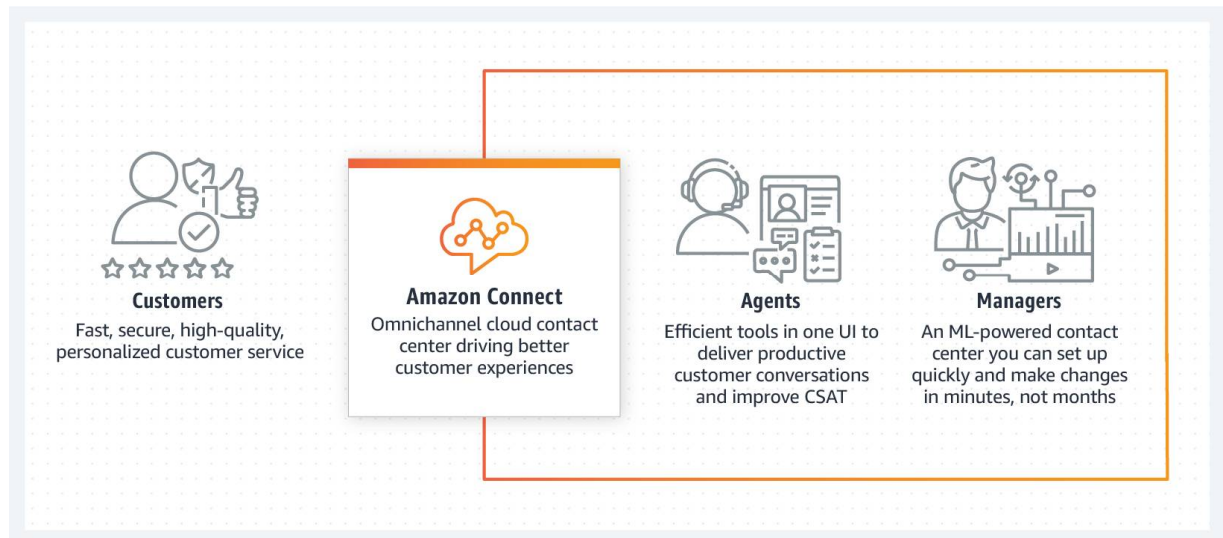 Customers
Fast, secure, high-quality,
personalized customer service
Amazon Connect
Omnichannel cloud contact
center driving better
customer experiences
Agents
Efficient tools in one UI to
deliver productive
customer conversations
and improve CSAT
Managers
An ML-powered contact
center you can set up
quickly and make changes
in minutes, not months